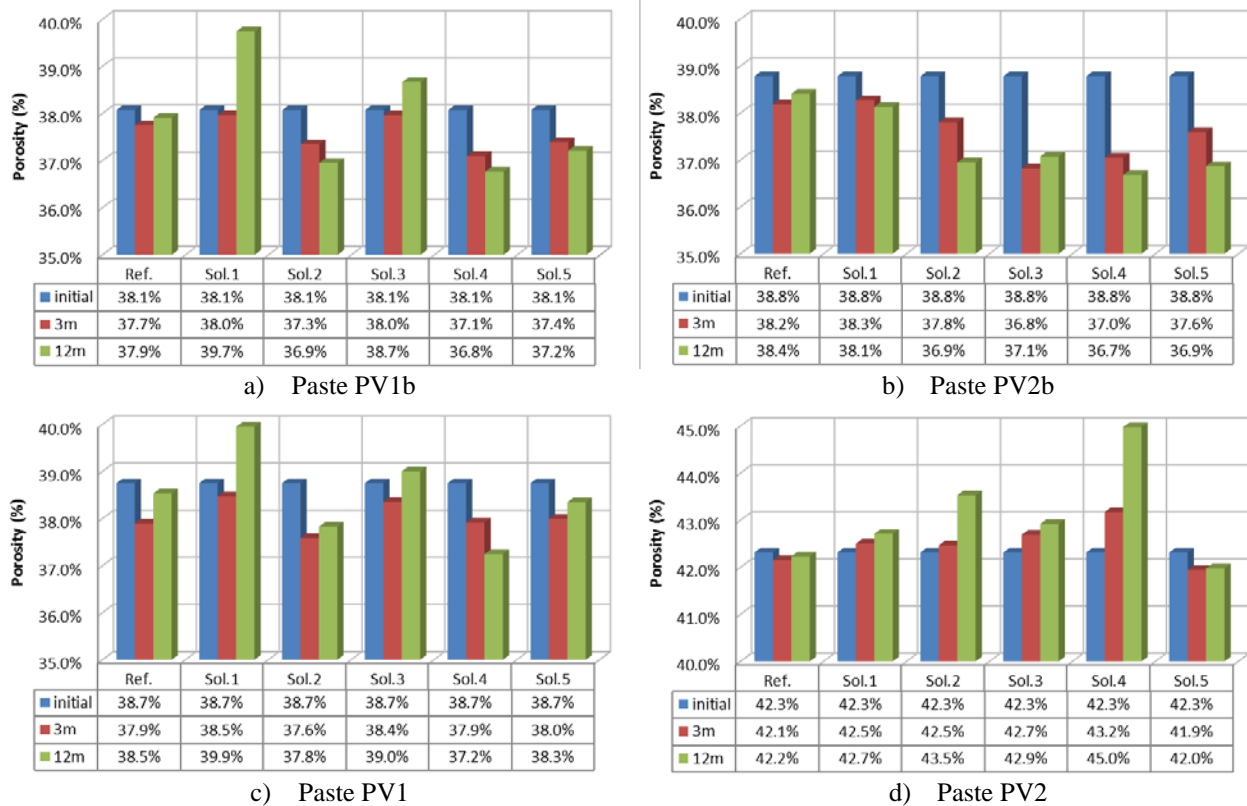 40.0%
39.0%
38.0%
37.0%
36.0%
35.0%
Porosity (%)
Ref. Sol.1 Sol.2 Sol.3 Sol.4 Sol.5
initial 38.1% 38.1% 38.1% 38.1% 38.1% 38.1%
3m 37.7% 38.0% 37.3% 38.0% 37.1% 37.4%
12m 37.9% 39.7% 36.9% 38.7% 36.8% 37.2%
a) Paste PV1b
40.0%
39.0%
38.0%
37.0%
36.0%
35.0%
Porosity (%)
Ref. Sol.1 Sol.2 Sol.3 Sol.4 Sol.5
initial 38.8% 38.8% 38.8% 38.8% 38.8% 38.8%
3m 38.2% 38.3% 37.8% 36.8% 37.0% 37.6%
12m 38.4% 38.1% 36.9% 37.1% 36.7% 36.9%
b) Paste PV2b
40.0%
39.0%
38.0%
37.0%
36.0%
35.0%
Porosity (%)
Ref. Sol.1 Sol.2 Sol.3 Sol.4 Sol.5
initial 38.7% 38.7% 38.7% 38.7% 38.7% 38.7%
3m 37.9% 38.5% 37.6% 38.4% 37.9% 38.0%
12m 38.5% 39.9% 37.8% 39.0% 37.2% 38.3%
c) Paste PV1
45.0%
44.0%
43.0%
42.0%
41.0%
40.0%
Porosity (%)
Ref. Sol.1 Sol.2 Sol.3 Sol.4 Sol.5
initial 42.3% 42.3% 42.3% 42.3% 42.3% 42.3%
3m 42.1% 42.5% 42.5% 42.7% 43.2% 41.9%
12m 42.2% 42.7% 43.5% 42.9% 45.0% 42.0%
d) Paste PV2